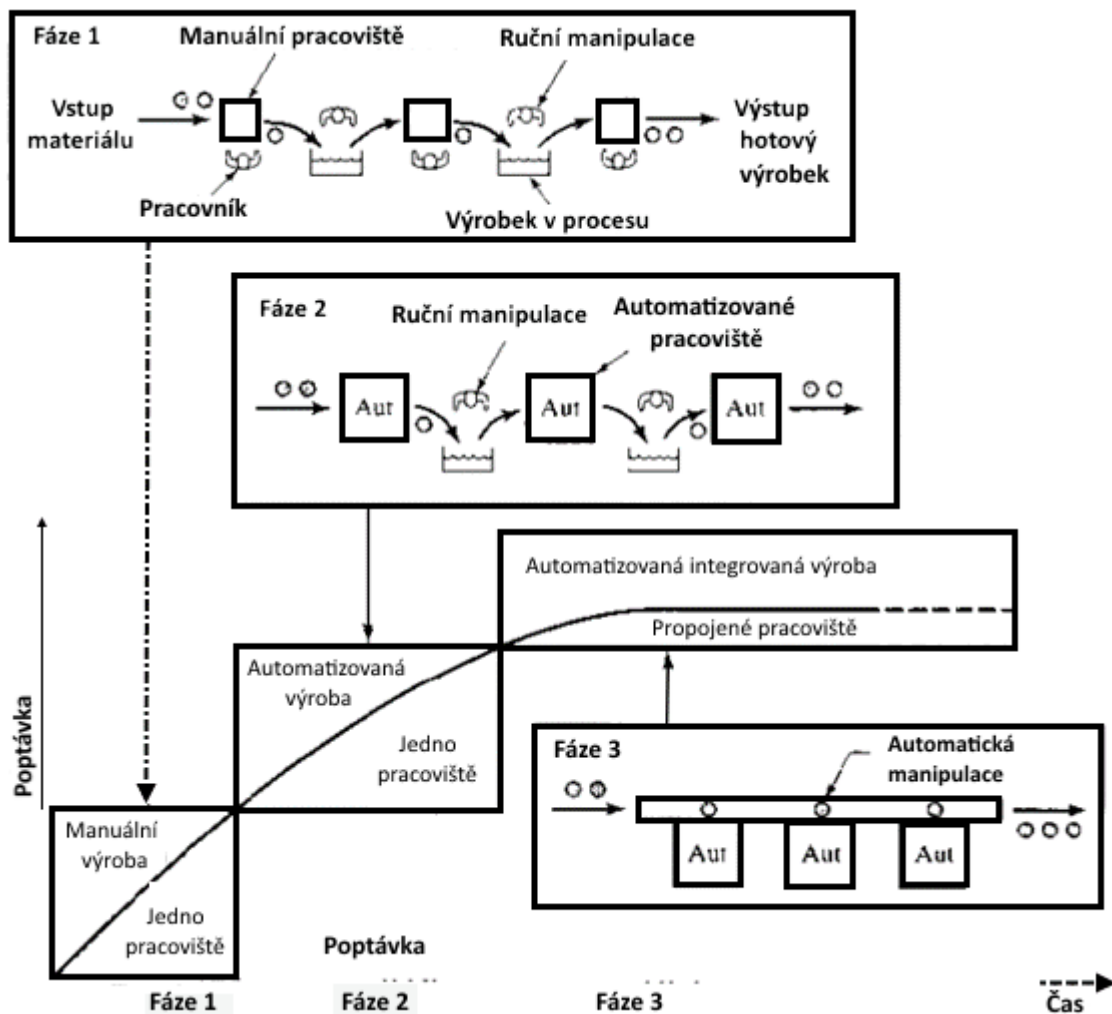 Fáze 1
Manuální pracoviště
Ruční manipulace
Vstup
materiálu
Výstup
hotový
výrobek
Pracovník
Výrobek v procesu
Fáze 2
Ruční manipulace
Automatizované
pracoviště
Aut
Aut
Aut
Automatizovaná integrovaná výroba
Propojené pracoviště
Automatizovaná
výroba
Jedno
pracoviště
Poptávka
Fáze 3
Automatická
manipulace
Aut
Aut
Aut
Manuální
výroba
Jedno
pracoviště
Poptávka
Fáze 1
Fáze 2
Fáze 3
Čas